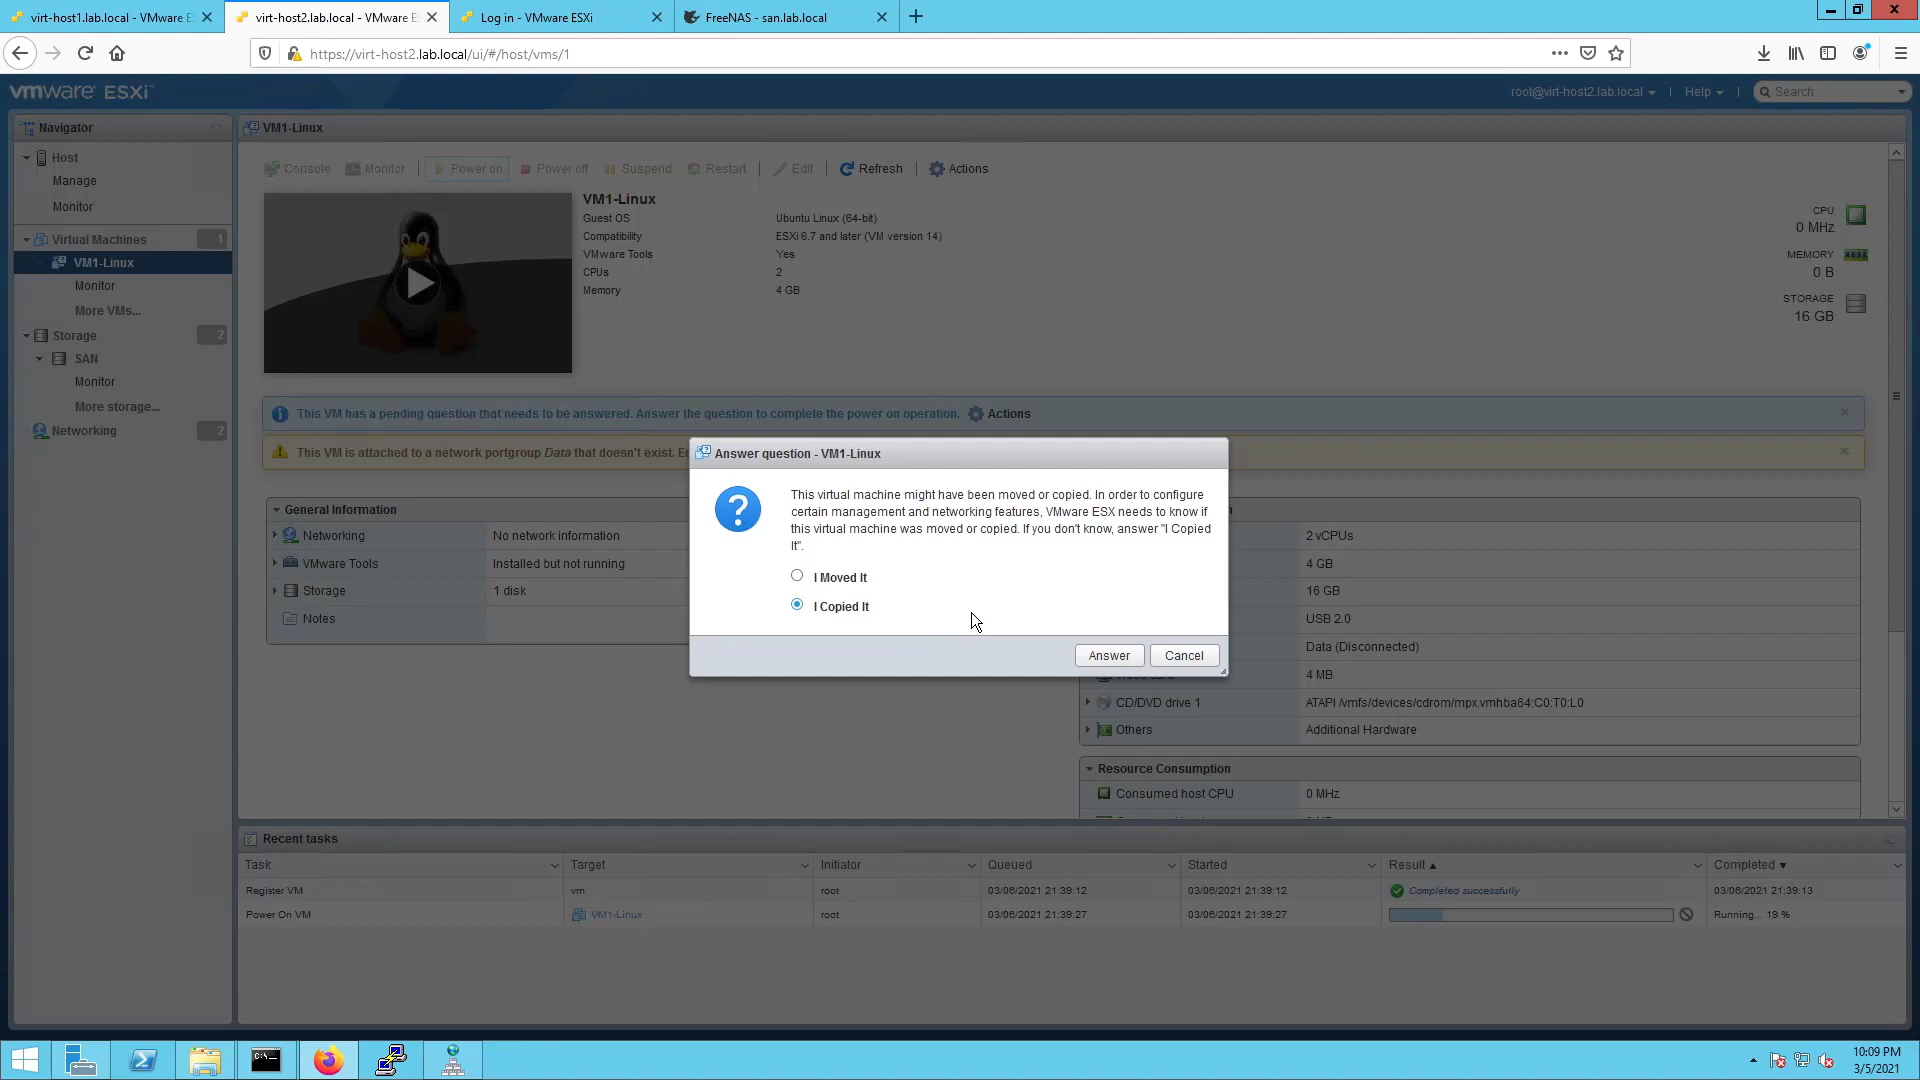 virt-host1.lab.local - VMware E
virt-host2.lab.local - VMware ES
Log in - VMware ESXi
FreeNAS - san.lab.local
https://virt-host2.lab.local/ui/#/host/vms/1
vmware ESXi
root@virt-host2.lab.local
Help
Search
Navigator
VM1-Linux
Host
Manage
Monitor
Virtual Machines
1
VM1-Linux
Monitor
More VMs...
Storage
2
SAN
Monitor
More storage...
Networking
2
Console
Monitor
Power on
Power off
Suspend
Restart
Edit
Refresh
Actions
VM1-Linux
Guest OS Ubuntu Linux (64-bit)
Compatibility ESXi 6.7 and later (VM version 14)
VMware Tools Yes
CPUs 2
Memory 4 GB
CPU
0 MHz
MEMORY
0 B
STORAGE
16 GB
This VM has a pending question that needs to be answered. Answer the question to complete the power on operation. Actions
This VM is attached to a network portgroup Data that doesn't exist.
Answer question - VM1-Linux
This virtual machine might have been moved or copied. In order to configure
certain management and networking features, VMware ESX needs to know if
this virtual machine was moved or copied. If you don't know, answer "I Copied
It".
I Moved It
I Copied It
Answer
Cancel
General Information
Networking No network information
VMware Tools Installed but not running
Storage 1 disk
Notes
2 vCPUs
4 GB
16 GB
USB 2.0
Data (Disconnected)
4 MB
CD/DVD drive 1 ATAPI /vmfs/devices/cdrom/mpx.vmhba64:C0:T0:L0
Others Additional Hardware
Resource Consumption
Consumed host CPU 0 MHz
Recent tasks
Task Target Initiator Queued Started Result Completed
Register VM vm root 03/06/2021 21:39:12 03/06/2021 21:39:12 Completed successfully 03/06/2021 21:39:13
Power On VM VM1-Linux root 03/06/2021 21:39:27 03/06/2021 21:39:27 Running... 19 %
10:09 PM
3/5/2021